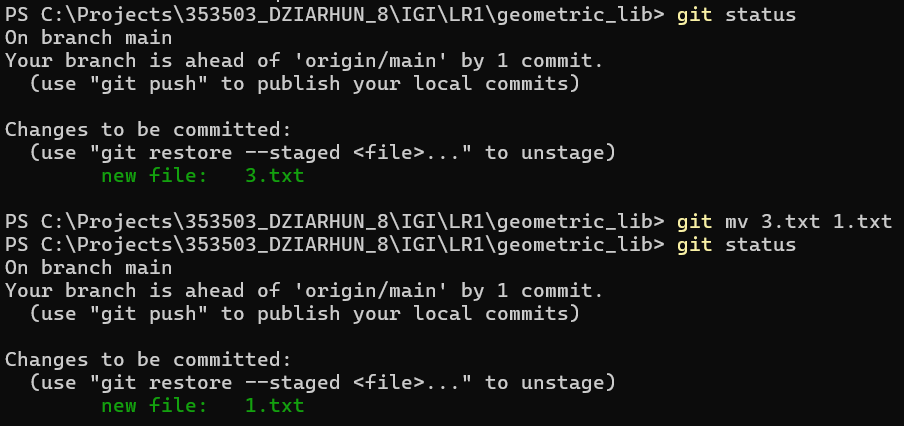 PS C:\Projects\353503_DZIARHUN_8\IGI\LR1\geometric_lib> git status
On branch main
Your branch is ahead of 'origin/main' by 1 commit.
  (use "git push" to publish your local commits)

Changes to be committed:
  (use "git restore --staged <file>..." to unstage)
        new file:   3.txt

PS C:\Projects\353503_DZIARHUN_8\IGI\LR1\geometric_lib> git mv 3.txt 1.txt
PS C:\Projects\353503_DZIARHUN_8\IGI\LR1\geometric_lib> git status
On branch main
Your branch is ahead of 'origin/main' by 1 commit.
  (use "git push" to publish your local commits)

Changes to be committed:
  (use "git restore --staged <file>..." to unstage)
        new file:   1.txt